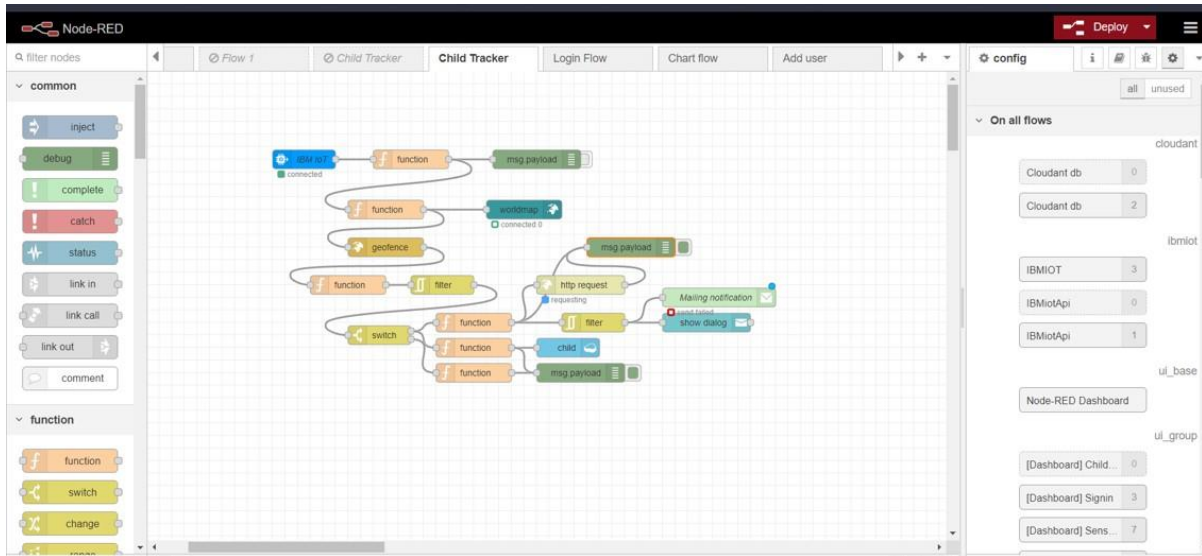 Node-RED
Deploy
filter nodes
Flow 1
Child Tracker
Child Tracker
Login Flow
Chart flow
Add user
config
i
all
unused
common
inject
debug
complete
catch
status
link in
link call
link out
comment
function
function
switch
change
range
IBM IoT
connected
function
msg.payload
function
worldmap
connected 0
geofence
msg.payload
function
filter
http request
requesting
Mailing notification
send failed
switch
function
filter
show dialog
function
child
function
msg.payload
On all flows
cloudant
Cloudant db
0
Cloudant db
2
ibmiot
IBMIOT
3
IBMiotApi
0
IBMiotApi
1
ui_base
Node-RED Dashboard
ui_group
[Dashboard] Child...
0
[Dashboard] Signin
3
[Dashboard] Sens...
7